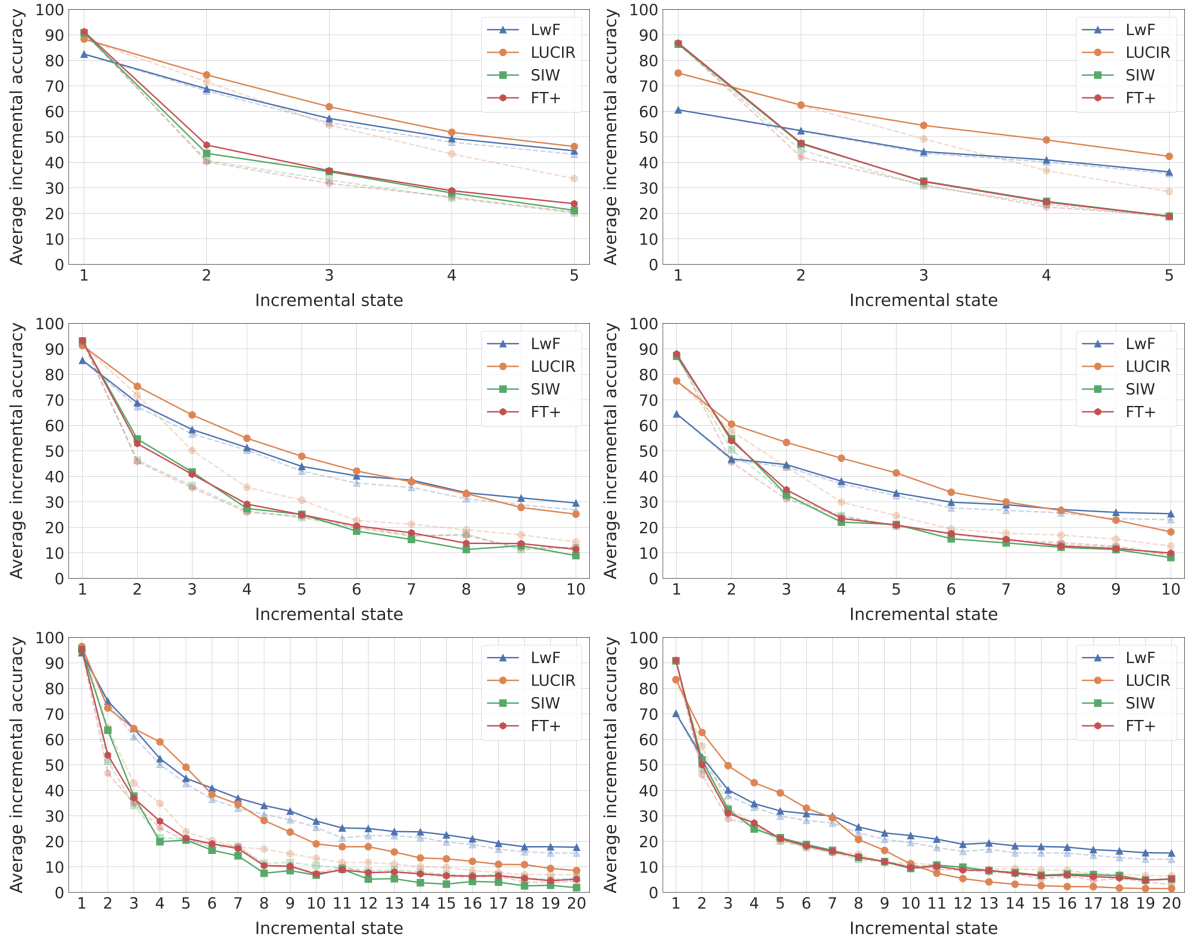 100
90
80
70
60
50
40
30
20
10
0
Average incremental accuracy
LwF
LUCIR
SIW
FT+
1 2 3 4 5
Incremental state
100
90
80
70
60
50
40
30
20
10
0
Average incremental accuracy
LwF
LUCIR
SIW
FT+
1 2 3 4 5
Incremental state
100
90
80
70
60
50
40
30
20
10
0
Average incremental accuracy
LwF
LUCIR
SIW
FT+
1 2 3 4 5 6 7 8 9 10
Incremental state
100
90
80
70
60
50
40
30
20
10
0
Average incremental accuracy
LwF
LUCIR
SIW
FT+
1 2 3 4 5 6 7 8 9 10
Incremental state
100
90
80
70
60
50
40
30
20
10
0
Average incremental accuracy
LwF
LUCIR
SIW
FT+
1 2 3 4 5 6 7 8 9 10 11 12 13 14 15 16 17 18 19 20
Incremental state
100
90
80
70
60
50
40
30
20
10
0
Average incremental accuracy
LwF
LUCIR
SIW
FT+
1 2 3 4 5 6 7 8 9 10 11 12 13 14 15 16 17 18 19 20
Incremental state